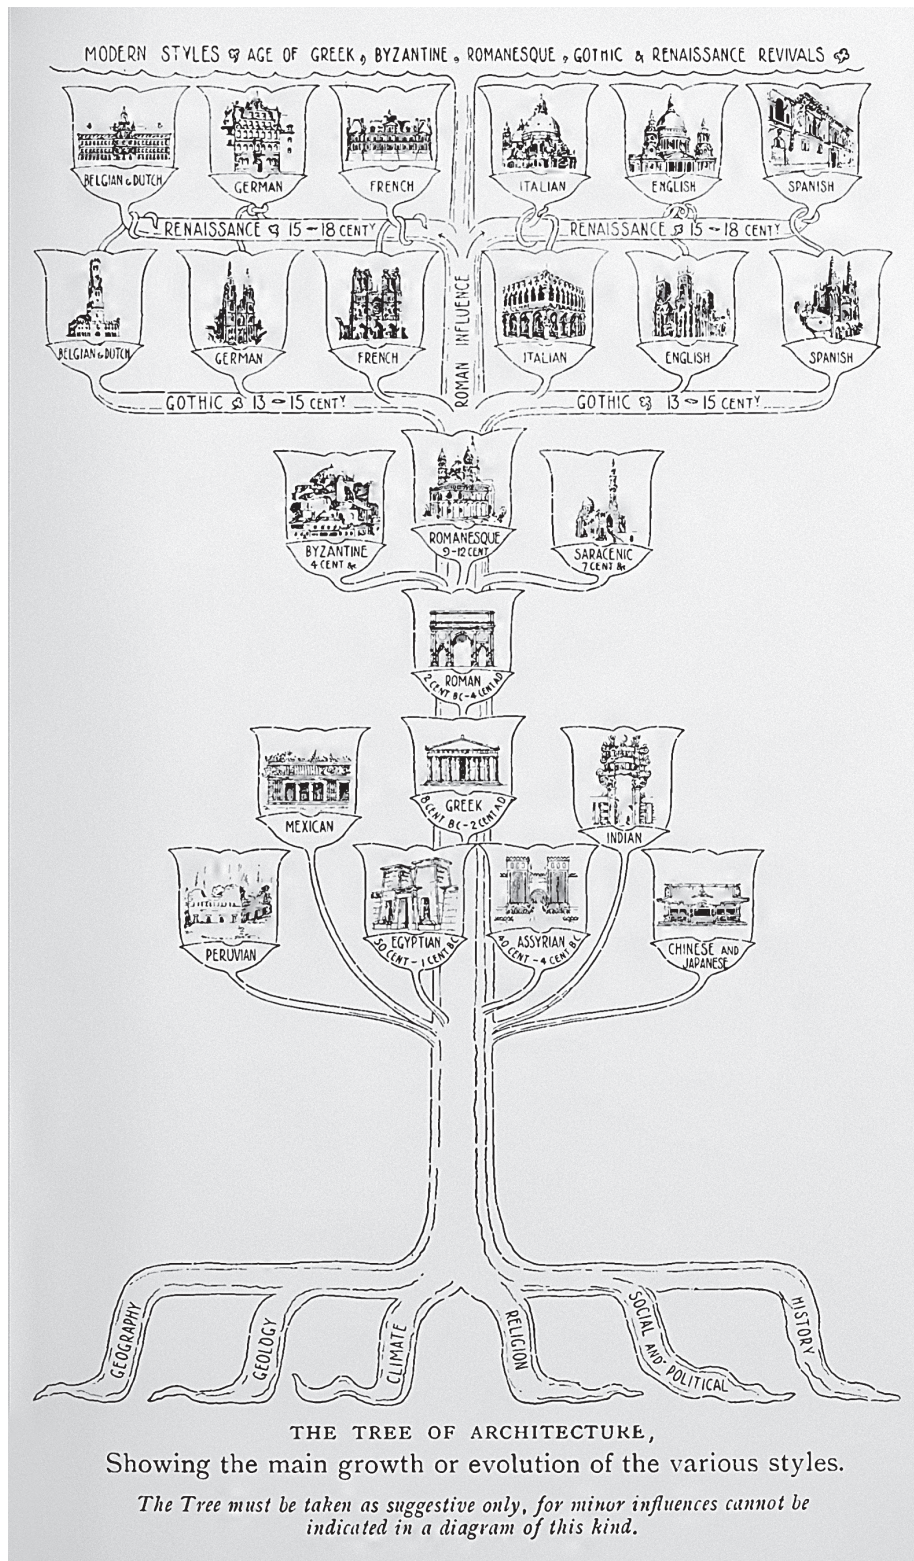 MODERN STYLES & AGE OF GREEK, BYZANTINE, ROMANESQUE, GOTHIC & RENAISSANCE REVIVALS
BELGIAN & DUTCH
GERMAN
FRENCH
ITALIAN
ENGLISH
SPANISH
RENAISSANCE 15-18 CENTY
RENAISSANCE 15-18 CENTY
ROMAN INFLUENCE
BELGIAN & DUTCH
GERMAN
FRENCH
ITALIAN
ENGLISH
SPANISH
GOTHIC 13-15 CENTY
GOTHIC 13-15 CENTY
BYZANTINE
4 CENT &c
ROMANESQUE
9-12 CENT
SARACENIC
7 CENT &c
ROMAN
2 CENT BC-4 CENT AD
MEXICAN
GREEK
8 CENT BC-2 CENT AD
INDIAN
PERUVIAN
EGYPTIAN
50 CENT-1 CENT BC
ASSYRIAN
40 CENT-4 CENT BC
CHINESE AND
JAPANESE
GEOGRAPHY
GEOLOGY
CLIMATE
RELIGION
SOCIAL AND POLITICAL
HISTORY
THE TREE OF ARCHITECTURE,
Showing the main growth or evolution of the various styles.
The Tree must be taken as suggestive only, for minor influences cannot be
indicated in a diagram of this kind.